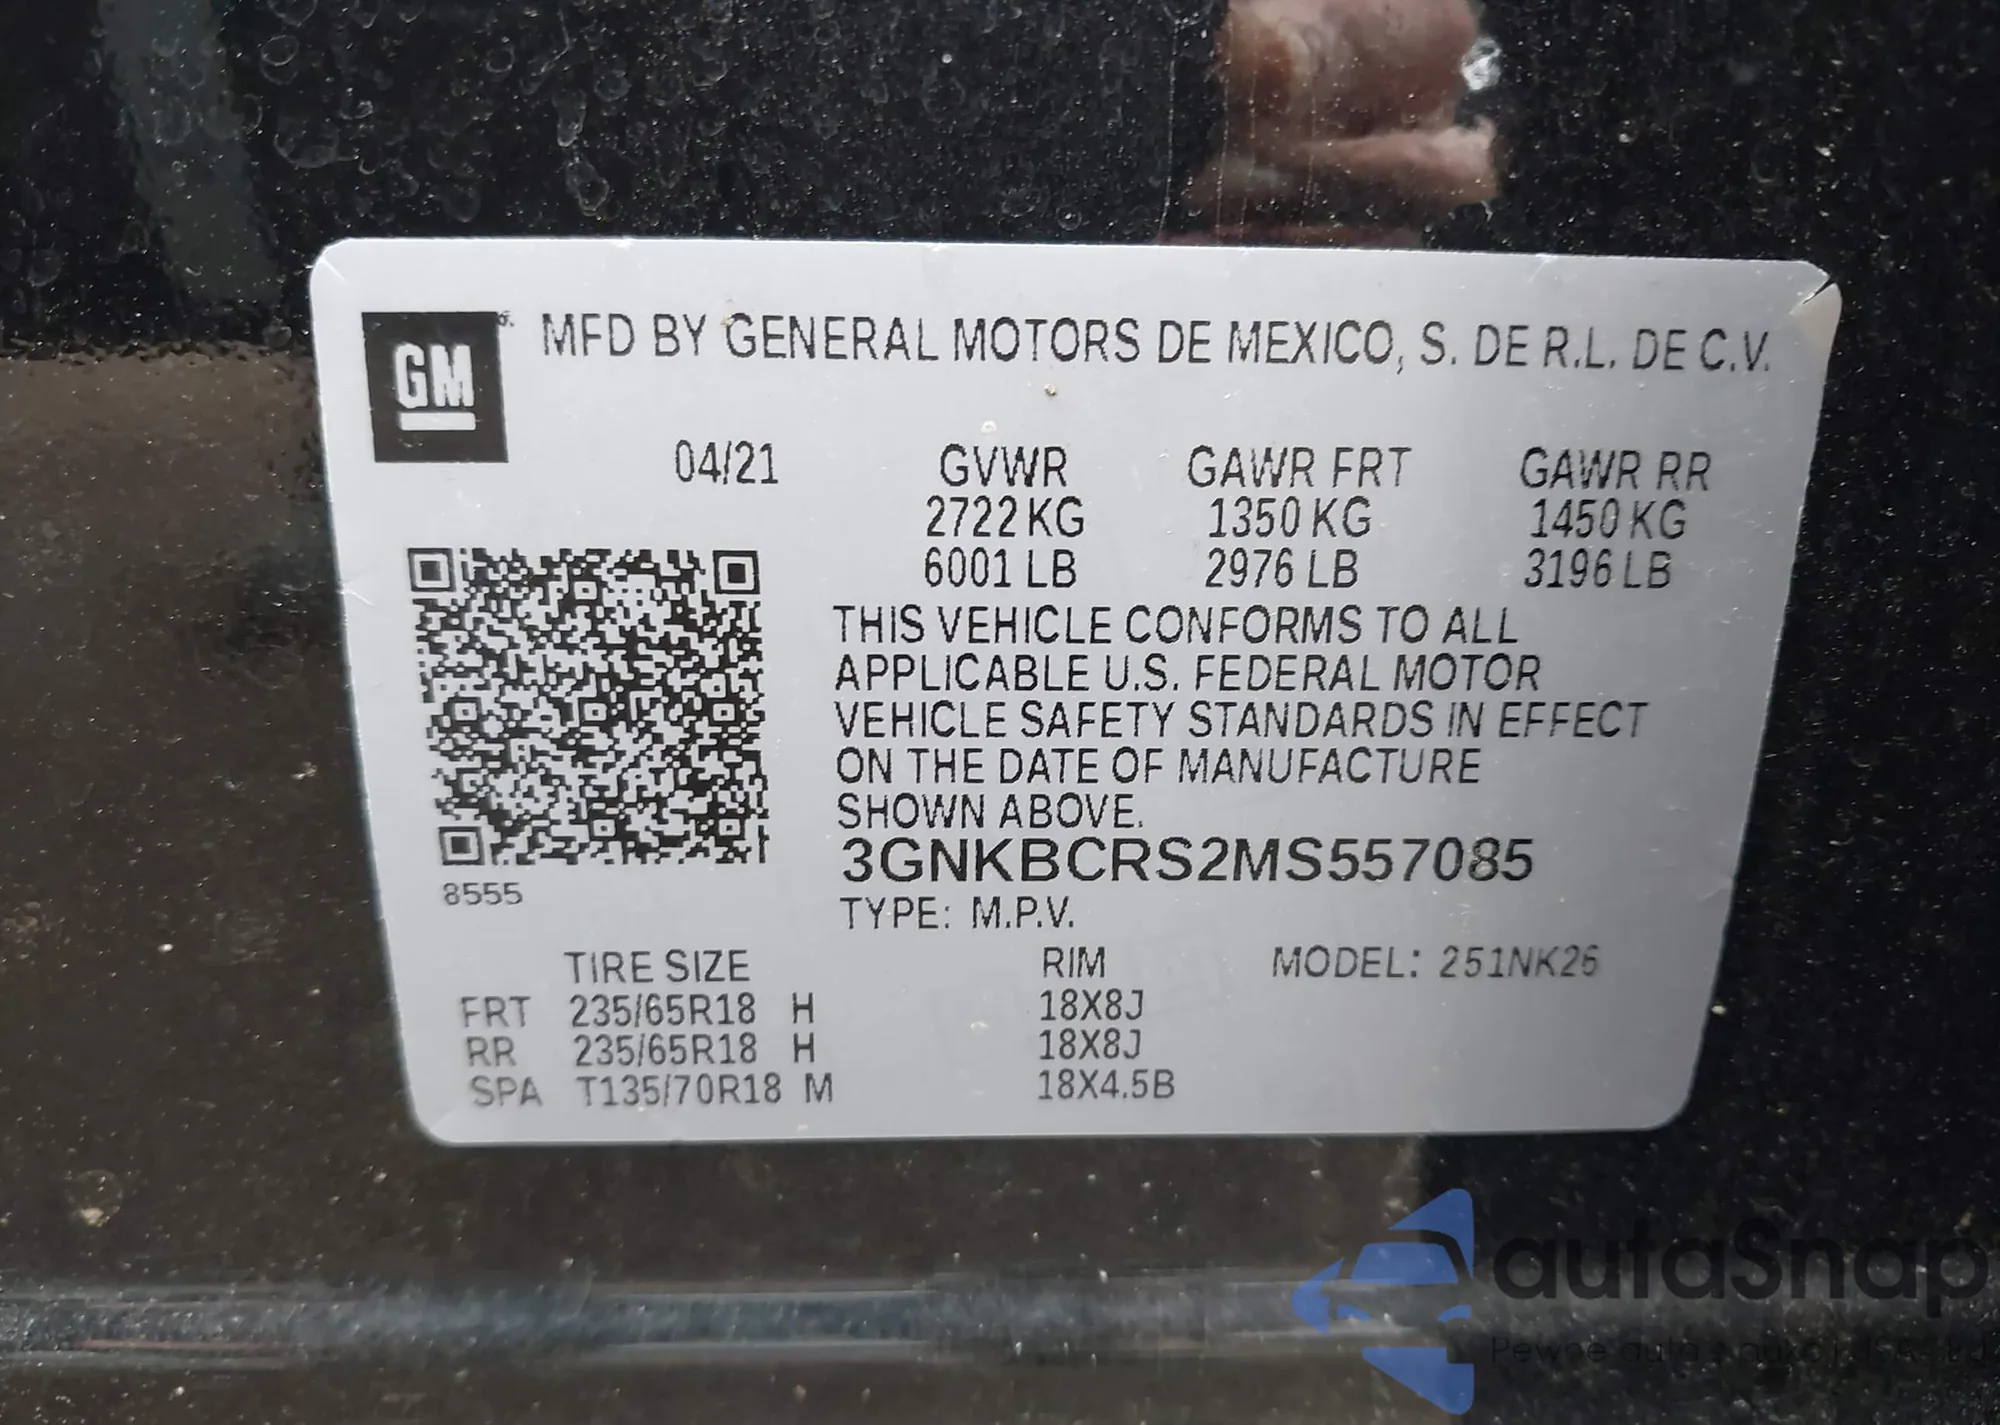 GM MFD BY GENERAL MOTORS DE MEXICO, S. DE R.L. DE C.V.
04/21 GVWR GAWR FRT GAWR RR
2722 KG 1350 KG 1450 KG
6001 LB 2976 LB 3196 LB
THIS VEHICLE CONFORMS TO ALL
APPLICABLE U.S. FEDERAL MOTOR
VEHICLE SAFETY STANDARDS IN EFFECT
ON THE DATE OF MANUFACTURE
SHOWN ABOVE.
3GNKBCRS2MS557085
8555
TYPE: M.P.V.
TIRE SIZE RIM MODEL: 251NK26
FRT 235/65R18 H 18X8J
RR 235/65R18 H 18X8J
SPA T135/70R18 M 18X4.5B
autaSnap
Pewne auta